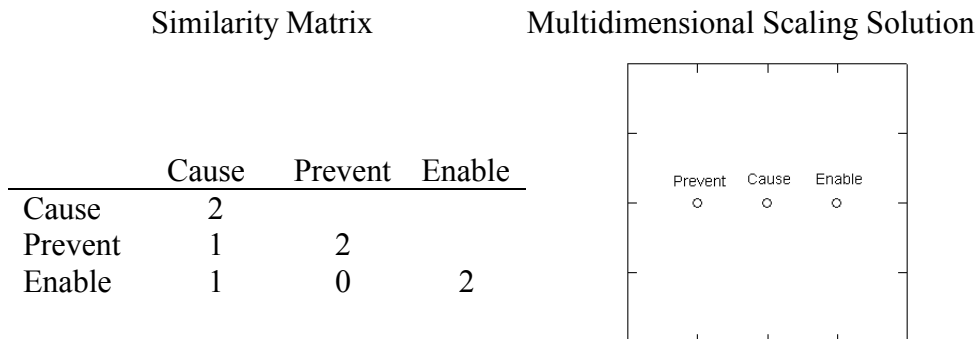 Similarity Matrix
Multidimensional Scaling Solution
Cause Prevent Enable
Cause 2
Prevent 1 2
Enable 1 0 2
Prevent Cause Enable